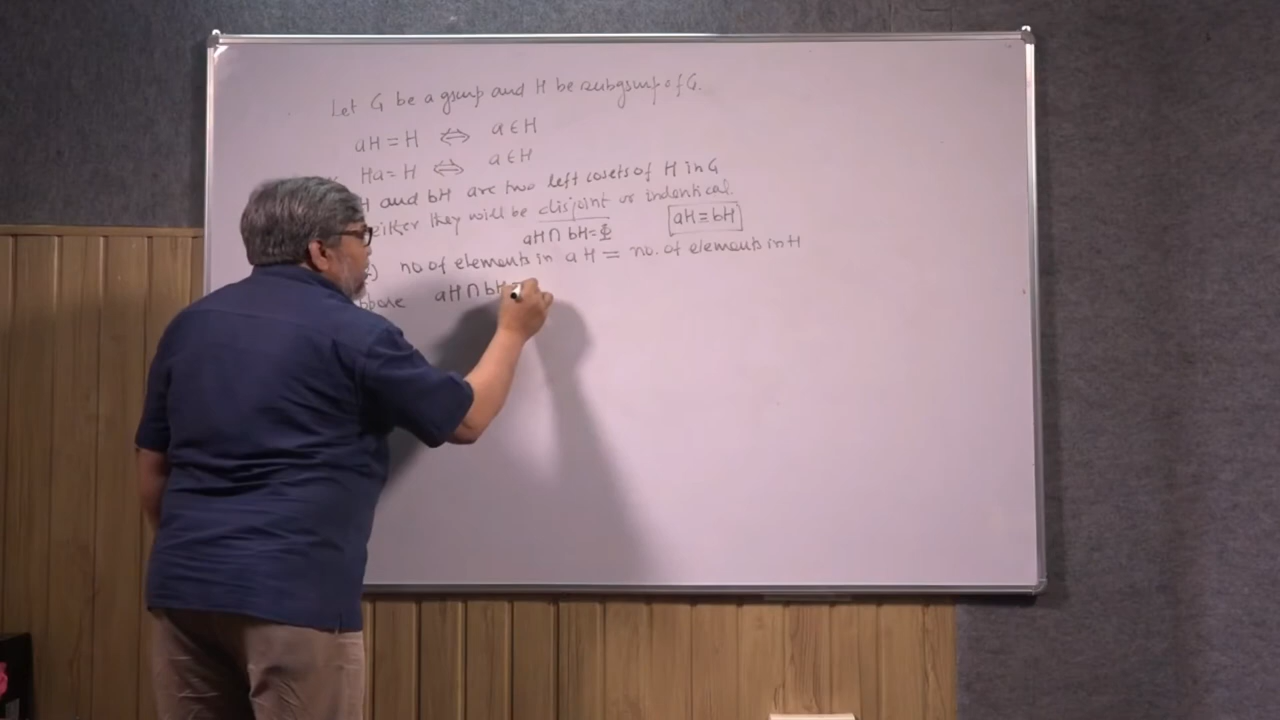 Let G be a group and H be subgroup of G.
aH = H ⇔ a ∈ H
Ha = H ⇔ a ∈ H
H and bH are two left cosets of H in G
either they will be disjoint or indentical.
aH ∩ bH = Φ aH = bH
2) no of elements in aH = no. of elements in H
aH ∩ bH